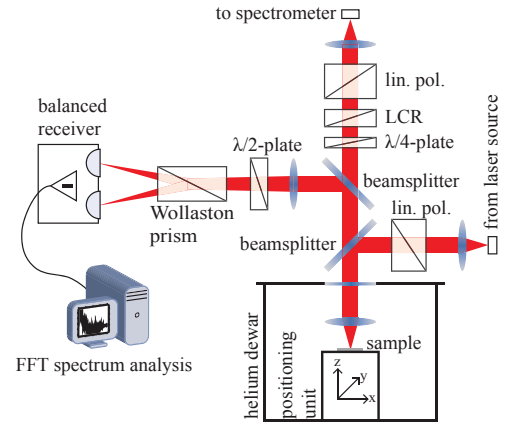 to spectrometer
lin. pol.
LCR
λ/4-plate
balanced
receiver
λ/2-plate
beamsplitter
Wollaston
prism
lin. pol.
from laser source
beamsplitter
FFT spectrum analysis
helium dewar
positioning
unit
sample
z
y
x